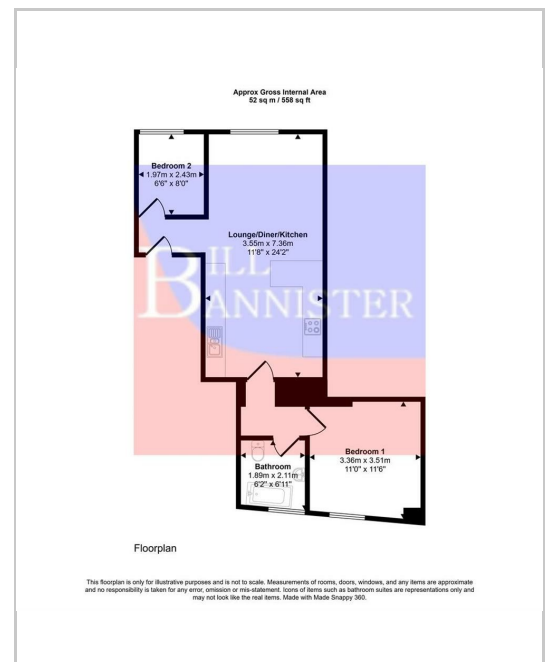 Approx Gross Internal Area
52 sq m / 558 sq ft
Bedroom 2
1.97m x 2.43m
6'6" x 8'0"
Lounge/Diner/Kitchen
3.55m x 7.36m
11'8" x 24'2"
BILL
BANNISTER
Bedroom 1
3.36m x 3.51m
11'0" x 11'6"
Bathroom
1.89m x 2.11m
6'2" x 6'11"
Floorplan
This floorplan is only for illustrative purposes and is not to scale. Measurements of rooms, doors, windows, and any items are approximate
and no responsibility is taken for any error, omission or mis-statement. Icons of items such as bathroom suites are representations only and
may not look like the real items. Made with Made Snappy 360.